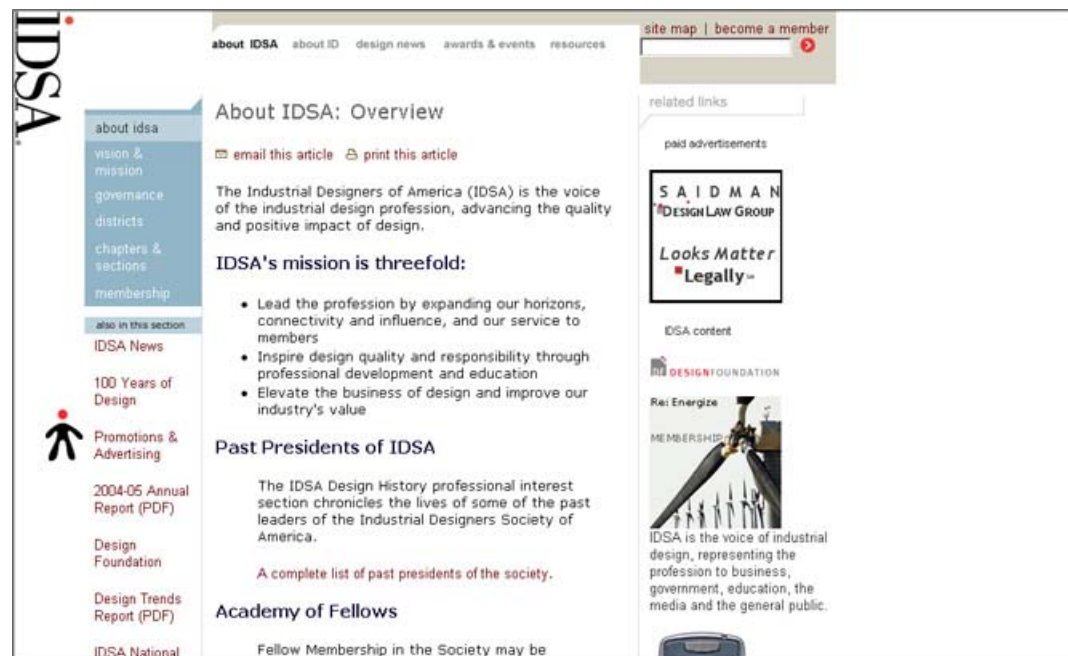 IDSA
about IDSA about ID design news awards & events resources
site map | become a member
about idsa
vision &
mission
governance
districts
chapters &
sections
membership
also in this section
IDSA News
100 Years of
Design
Promotions &
Advertising
2004-05 Annual
Report (PDF)
Design
Foundation
Design Trends
Report (PDF)
IDSA National
About IDSA: Overview
email this article print this article
The Industrial Designers of America (IDSA) is the voice
of the industrial design profession, advancing the quality
and positive impact of design.
IDSA's mission is threefold:
• Lead the profession by expanding our horizons,
connectivity and influence, and our service to
members
• Inspire design quality and responsibility through
professional development and education
• Elevate the business of design and improve our
industry's value
Past Presidents of IDSA
The IDSA Design History professional interest
section chronicles the lives of some of the past
leaders of the Industrial Designers Society of
America.
A complete list of past presidents of the society.
Academy of Fellows
Fellow Membership in the Society may be
related links
paid advertisements
SAIDMAN
DESIGN LAW GROUP
Looks Matter
Legally
IDSA content
DF DESIGNFOUNDATION
Re: Energize
MEMBERSHIP
IDSA is the voice of industrial
design, representing the
profession to business,
government, education, the
media and the general public.